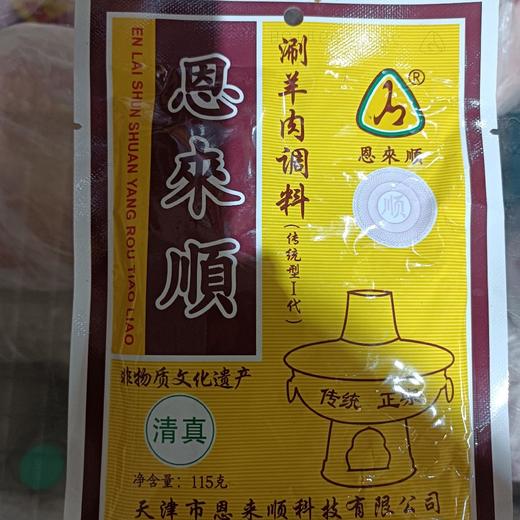 EN LAI SHUN SHUAN YANG ROU TIAO LIAO
恩來順
涮羊肉调料(传统型I代)
®
恩來順
順
非物质文化遗产
传统 正宗
清真
净含量:115克
天津市恩来顺科技有限公司